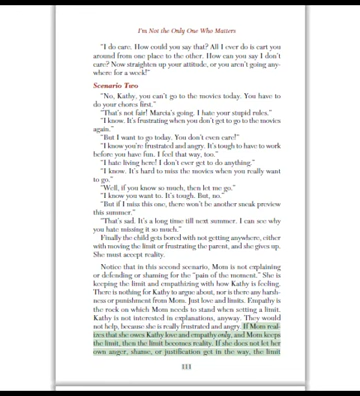 I'm Not the Only One Who Matters
"I do care. How could you say that? All I ever do is cart you
around from one place to the other. How can you say I don't
care? Now straighten up your attitude, or you aren't going any-
where for a week!"
Scenario Two
"No, Kathy, you can't go to the movies today. You have to
do your chores first."
"That's not fair! Marcia's going. I hate your stupid rules."
"I know. It's frustrating when you don't get to go to the movies
again."
"But I want to go today. You don't even care!"
"I know you're frustrated and angry. It's tough to have to work
before you have fun. I feel that way, too."
"I hate living here! I don't ever get to do anything."
"I know. It's hard to miss the movies when you really want
to go."
"Well, if you know so much, then let me go."
"I know you want to. It's tough. But, no."
"But if I miss this one, there won't be another sneak preview
this summer."
"That's sad. It's a long time till next summer. I can see why
you hate missing it so much."
Finally the child gets bored with not getting anywhere, either
with moving the limit or frustrating the parent, and she gives up.
She must accept reality.
Notice that in this second scenario, Mom is not explaining
or defending or shaming for the "pain of the moment." She is
keeping the limit and empathizing with how Kathy is feeling.
There is nothing for Kathy to argue about, nor is there any harsh-
ness or punishment from Mom. Just love and limits. Empathy is
the rock on which Mom needs to stand when setting a limit.
Kathy is not interested in explanations, anyway. They would
not help, because she is really frustrated and angry. If Mom real-
izes that she owes Kathy love and empathy only, and Mom keeps
the limit, then the limit becomes reality. If she does not let her
own anger, shame, or justification get in the way, the limit
111